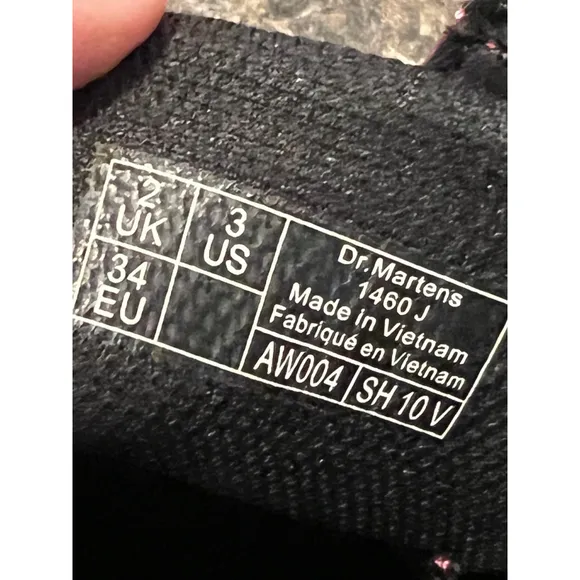 2
UK
3
US
34
EU
Dr.Martens
1460 J
Made in Vietnam
Fabriqué en Vietnam
AW004
SH 10 V